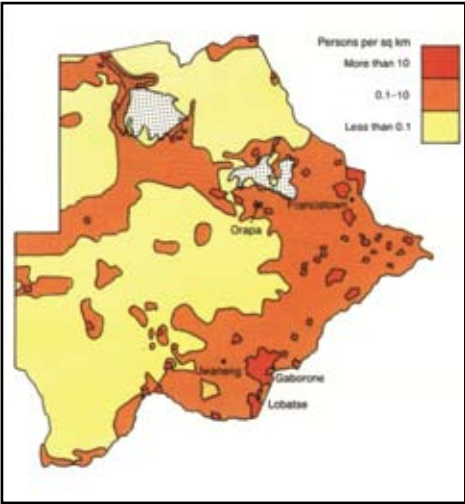 Persons per sq km
More than 10
0.1–10
Less than 0.1
Francistown
Orapa
Jwaneng
Gaborone
Lobatse